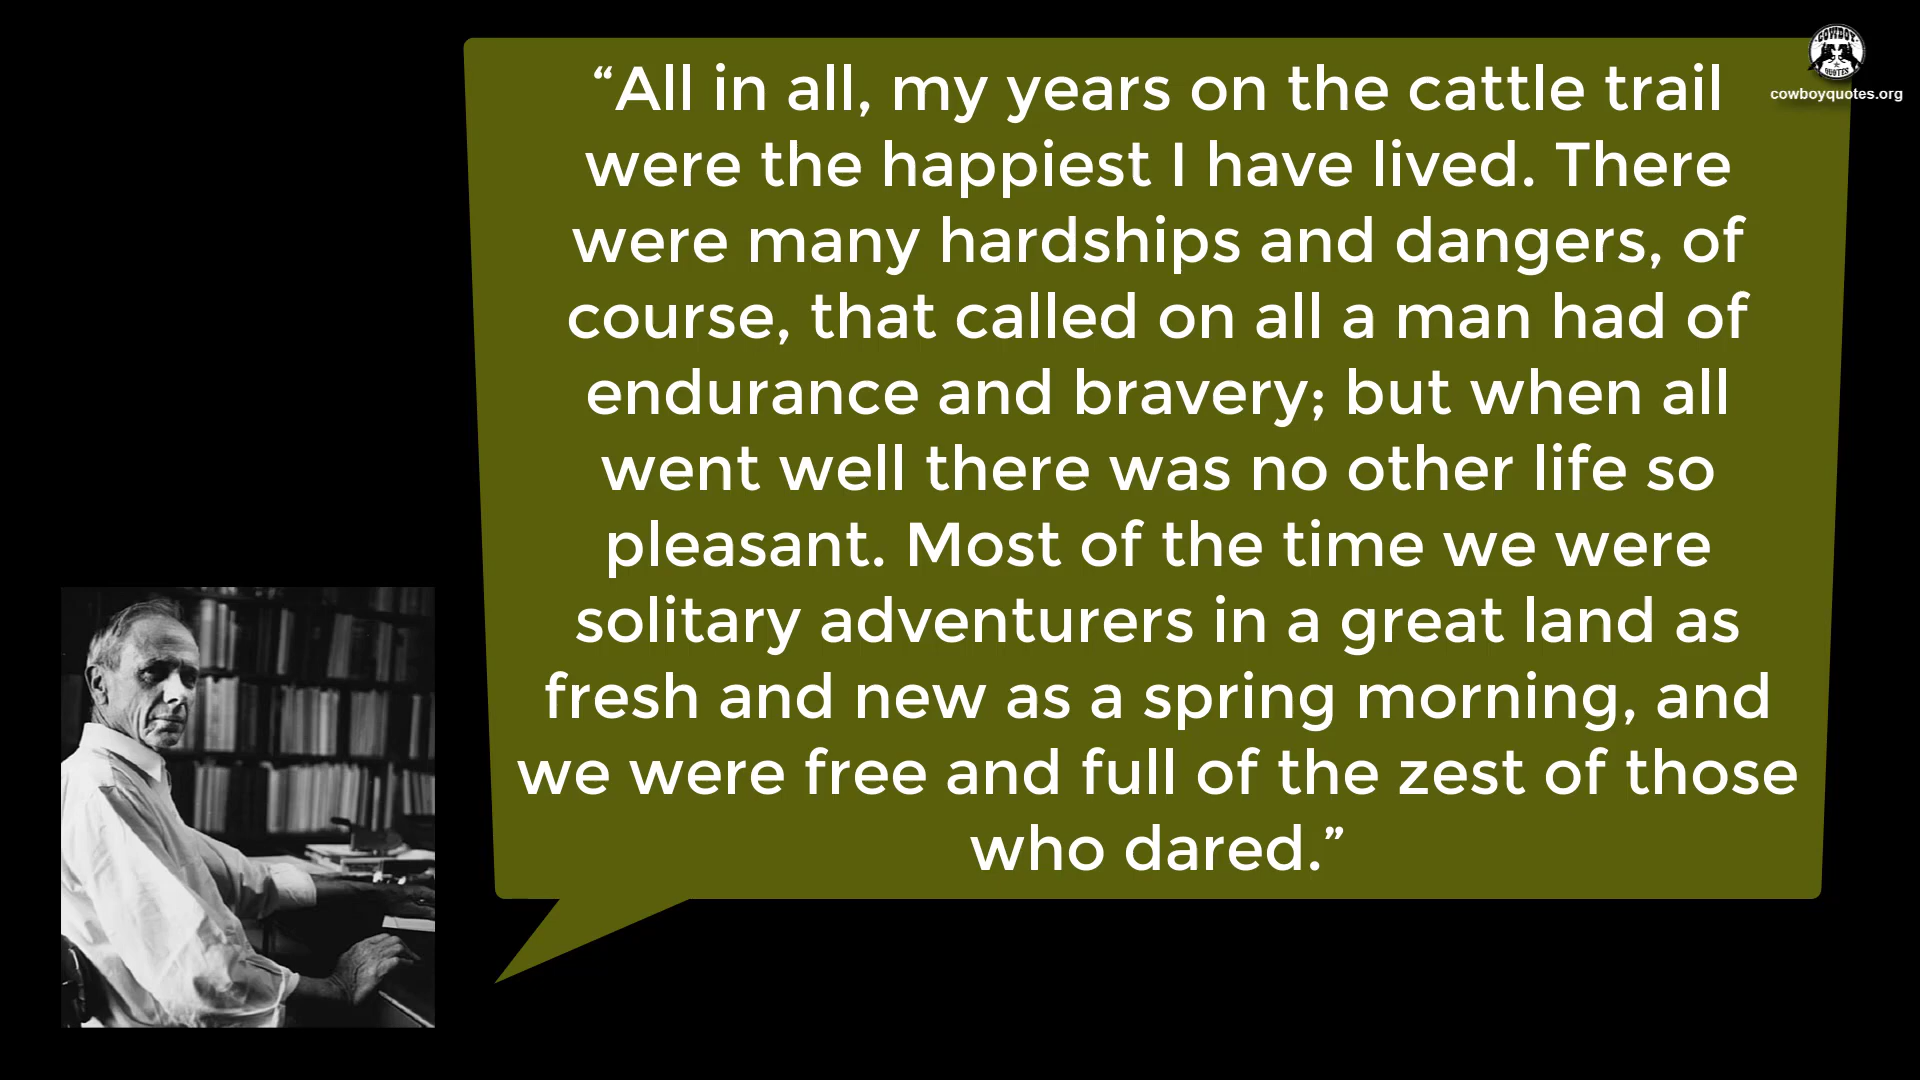 “All in all, my years on the cattle trail
were the happiest I have lived. There
were many hardships and dangers, of
course, that called on all a man had of
endurance and bravery; but when all
went well there was no other life so
pleasant. Most of the time we were
solitary adventurers in a great land as
fresh and new as a spring morning, and
we were free and full of the zest of those
who dared.”
COWBOY
QUOTES
cowboyquotes.org